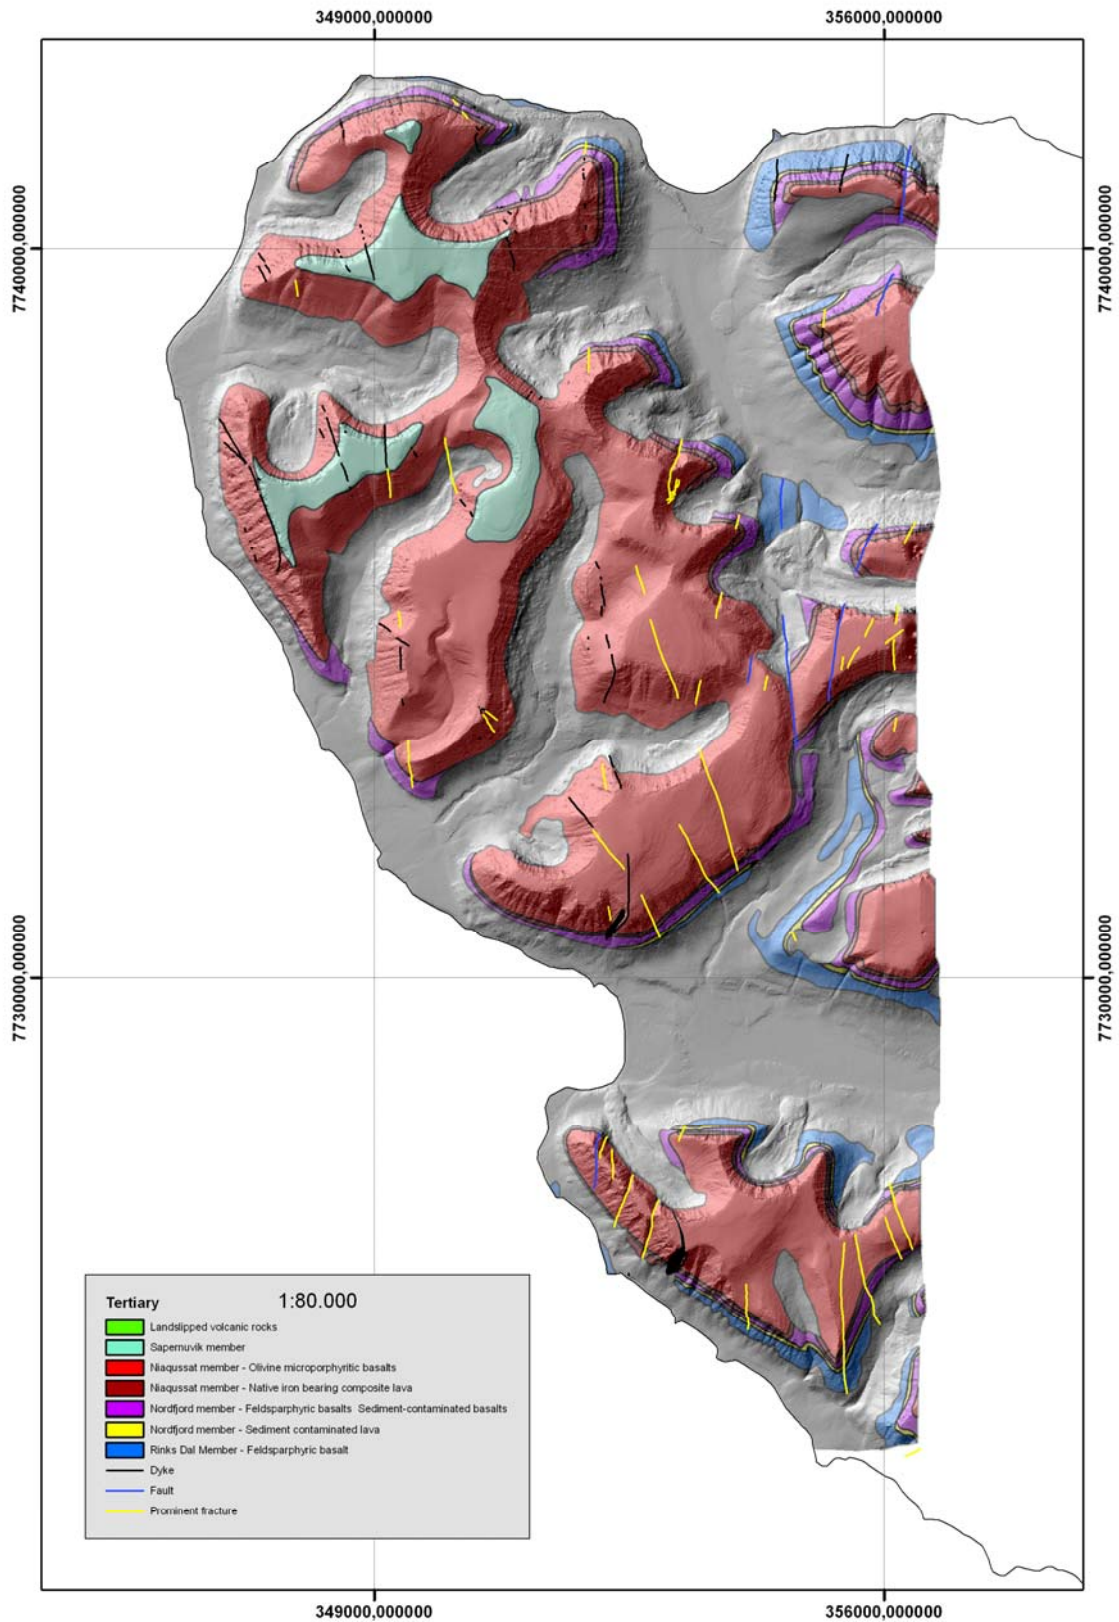 349000,000000
356000,000000
7740000,000000
7740000,000000
7730000,000000
7730000,000000
Tertiary 1:80.000
Landslipped volcanic rocks
Sapernuvik member
Niaqussat member - Olivine microporphyritic basalts
Niaqussat member - Native iron bearing composite lava
Nordfjord member - Feldsparphyric basalts Sediment-contaminated basalts
Nordfjord member - Sediment contaminated lava
Rinks Dal Member - Feldsparphyric basalt
Dyke
Fault
Prominent fracture
349000,000000
356000,000000